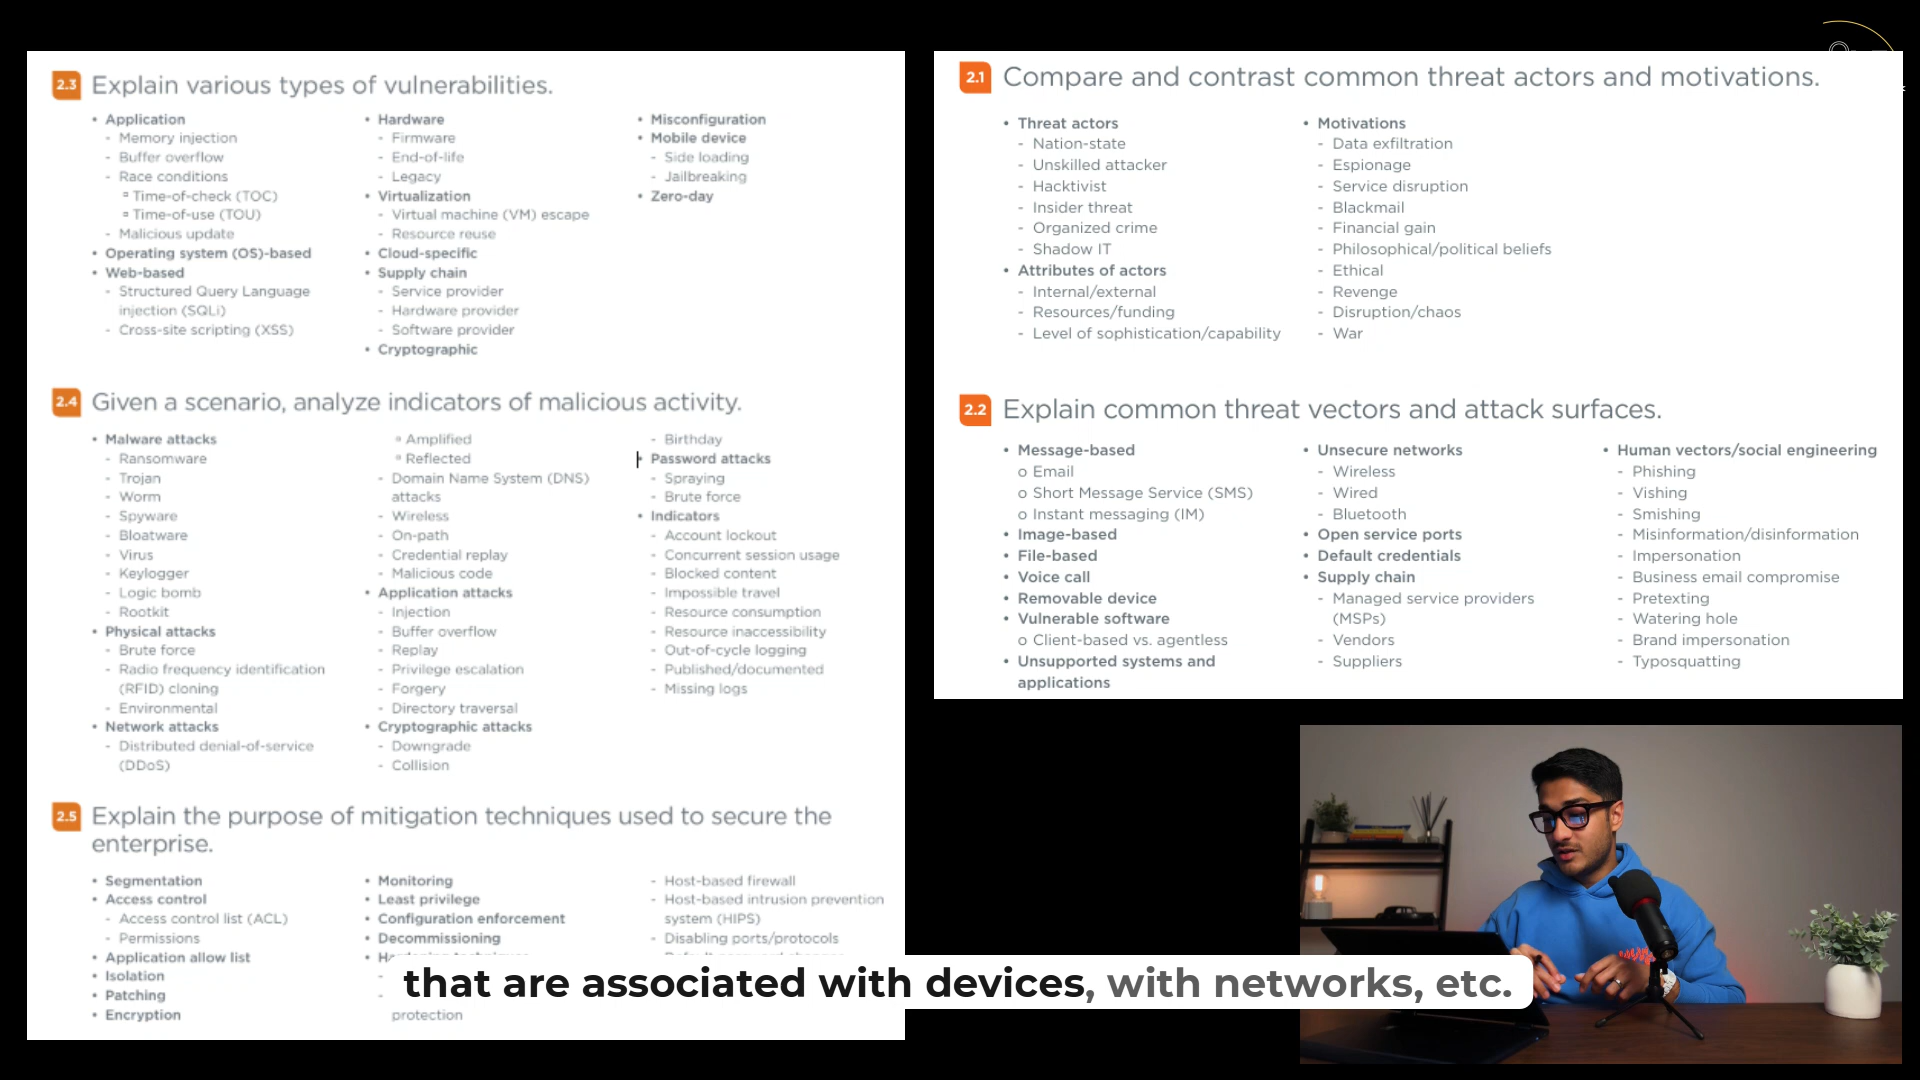 2.3 Explain various types of vulnerabilities.
• Application
- Memory injection
- Buffer overflow
- Race conditions
▫ Time-of-check (TOC)
▫ Time-of-use (TOU)
- Malicious update
• Operating system (OS)-based
• Web-based
- Structured Query Language
injection (SQLi)
- Cross-site scripting (XSS)
• Hardware
- Firmware
- End-of-life
- Legacy
• Virtualization
- Virtual machine (VM) escape
- Resource reuse
• Cloud-specific
• Supply chain
- Service provider
- Hardware provider
- Software provider
• Cryptographic
• Misconfiguration
• Mobile device
- Side loading
- Jailbreaking
• Zero-day
2.4 Given a scenario, analyze indicators of malicious activity.
• Malware attacks
- Ransomware
- Trojan
- Worm
- Spyware
- Bloatware
- Virus
- Keylogger
- Logic bomb
- Rootkit
• Physical attacks
- Brute force
- Radio frequency identification
(RFID) cloning
- Environmental
• Network attacks
- Distributed denial-of-service
(DDoS)
▫ Amplified
▫ Reflected
- Domain Name System (DNS)
attacks
- Wireless
- On-path
- Credential replay
- Malicious code
• Application attacks
- Injection
- Buffer overflow
- Replay
- Privilege escalation
- Forgery
- Directory traversal
• Cryptographic attacks
- Downgrade
- Collision
- Birthday
• Password attacks
- Spraying
- Brute force
• Indicators
- Account lockout
- Concurrent session usage
- Blocked content
- Impossible travel
- Resource consumption
- Resource inaccessibility
- Out-of-cycle logging
- Published/documented
- Missing logs
2.5 Explain the purpose of mitigation techniques used to secure the
enterprise.
• Segmentation
• Access control
- Access control list (ACL)
- Permissions
• Application allow list
• Isolation
• Patching
• Encryption
• Monitoring
• Least privilege
• Configuration enforcement
• Decommissioning
protection
- Host-based firewall
- Host-based intrusion prevention
system (HIPS)
- Disabling ports/protocols
2.1 Compare and contrast common threat actors and motivations.
• Threat actors
- Nation-state
- Unskilled attacker
- Hacktivist
- Insider threat
- Organized crime
- Shadow IT
• Attributes of actors
- Internal/external
- Resources/funding
- Level of sophistication/capability
• Motivations
- Data exfiltration
- Espionage
- Service disruption
- Blackmail
- Financial gain
- Philosophical/political beliefs
- Ethical
- Revenge
- Disruption/chaos
- War
2.2 Explain common threat vectors and attack surfaces.
• Message-based
o Email
o Short Message Service (SMS)
o Instant messaging (IM)
• Image-based
• File-based
• Voice call
• Removable device
• Vulnerable software
o Client-based vs. agentless
• Unsupported systems and
applications
• Unsecure networks
- Wireless
- Wired
- Bluetooth
• Open service ports
• Default credentials
• Supply chain
- Managed service providers
(MSPs)
- Vendors
- Suppliers
• Human vectors/social engineering
- Phishing
- Vishing
- Smishing
- Misinformation/disinformation
- Impersonation
- Business email compromise
- Pretexting
- Watering hole
- Brand impersonation
- Typosquatting
that are associated with devices, with networks, etc.